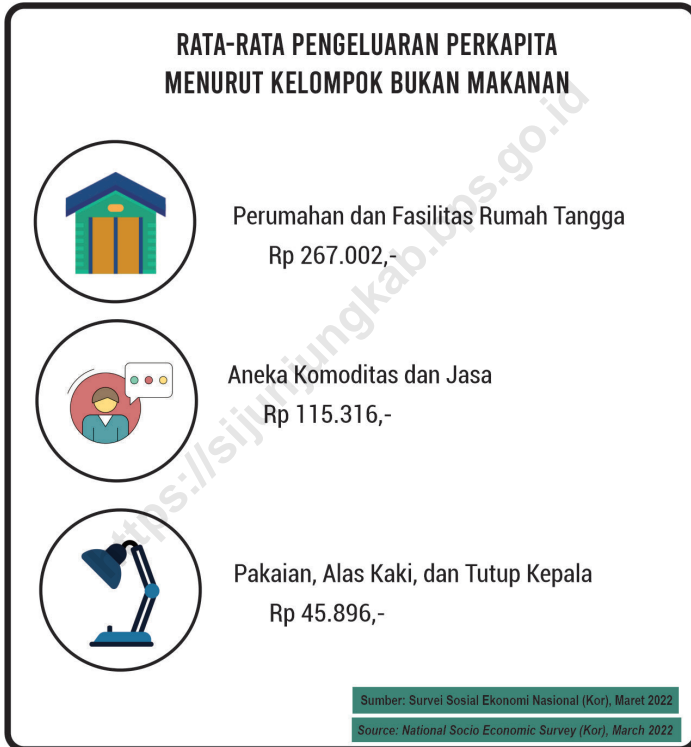 RATA-RATA PENGELUARAN PERKAPITA
MENURUT KELOMPOK BUKAN MAKANAN
Perumahan dan Fasilitas Rumah Tangga
Rp 267.002,-
Aneka Komoditas dan Jasa
Rp 115.316,-
Pakaian, Alas Kaki, dan Tutup Kepala
Rp 45.896,-
Sumber: Survei Sosial Ekonomi Nasional (Kor), Maret 2022
Source: National Socio Economic Survey (Kor), March 2022
https://sijunjungkab.bps.go.id